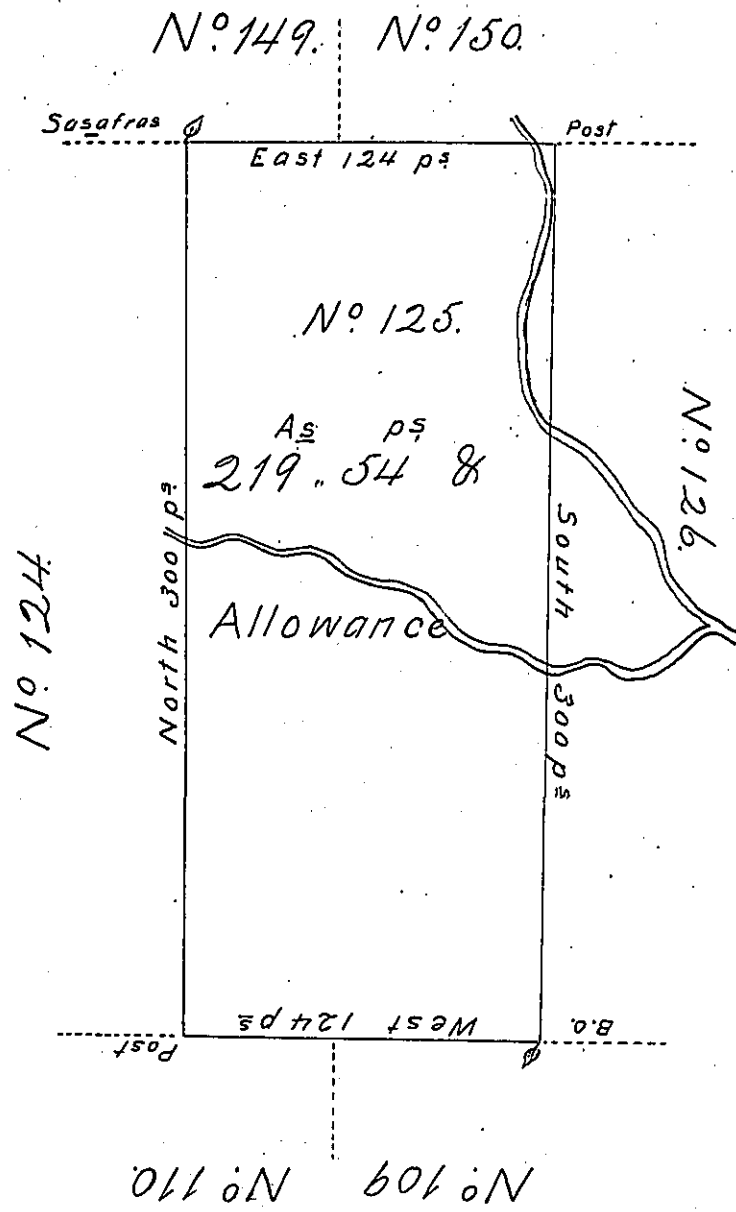 Nº 149. Nº 150.
Sasafras Post
East 124 ps
Nº 125.
As ps
219 „ 54 &
Allowance
North 300 ps
South 300 ps
Nº 124.
Nº 126.
West 124 ps
B.O.
Post
Nº 109 Nº 110.